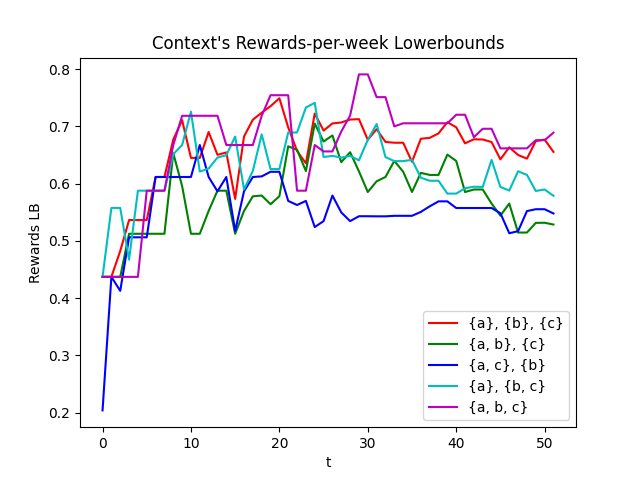 Context's Rewards-per-week Lowerbounds
0.8
0.7
0.6
0.5
0.4
0.3
0.2
Rewards LB
{a}, {b}, {c}
{a, b}, {c}
{a, c}, {b}
{a}, {b, c}
{a, b, c}
0 10 20 30 40 50
t